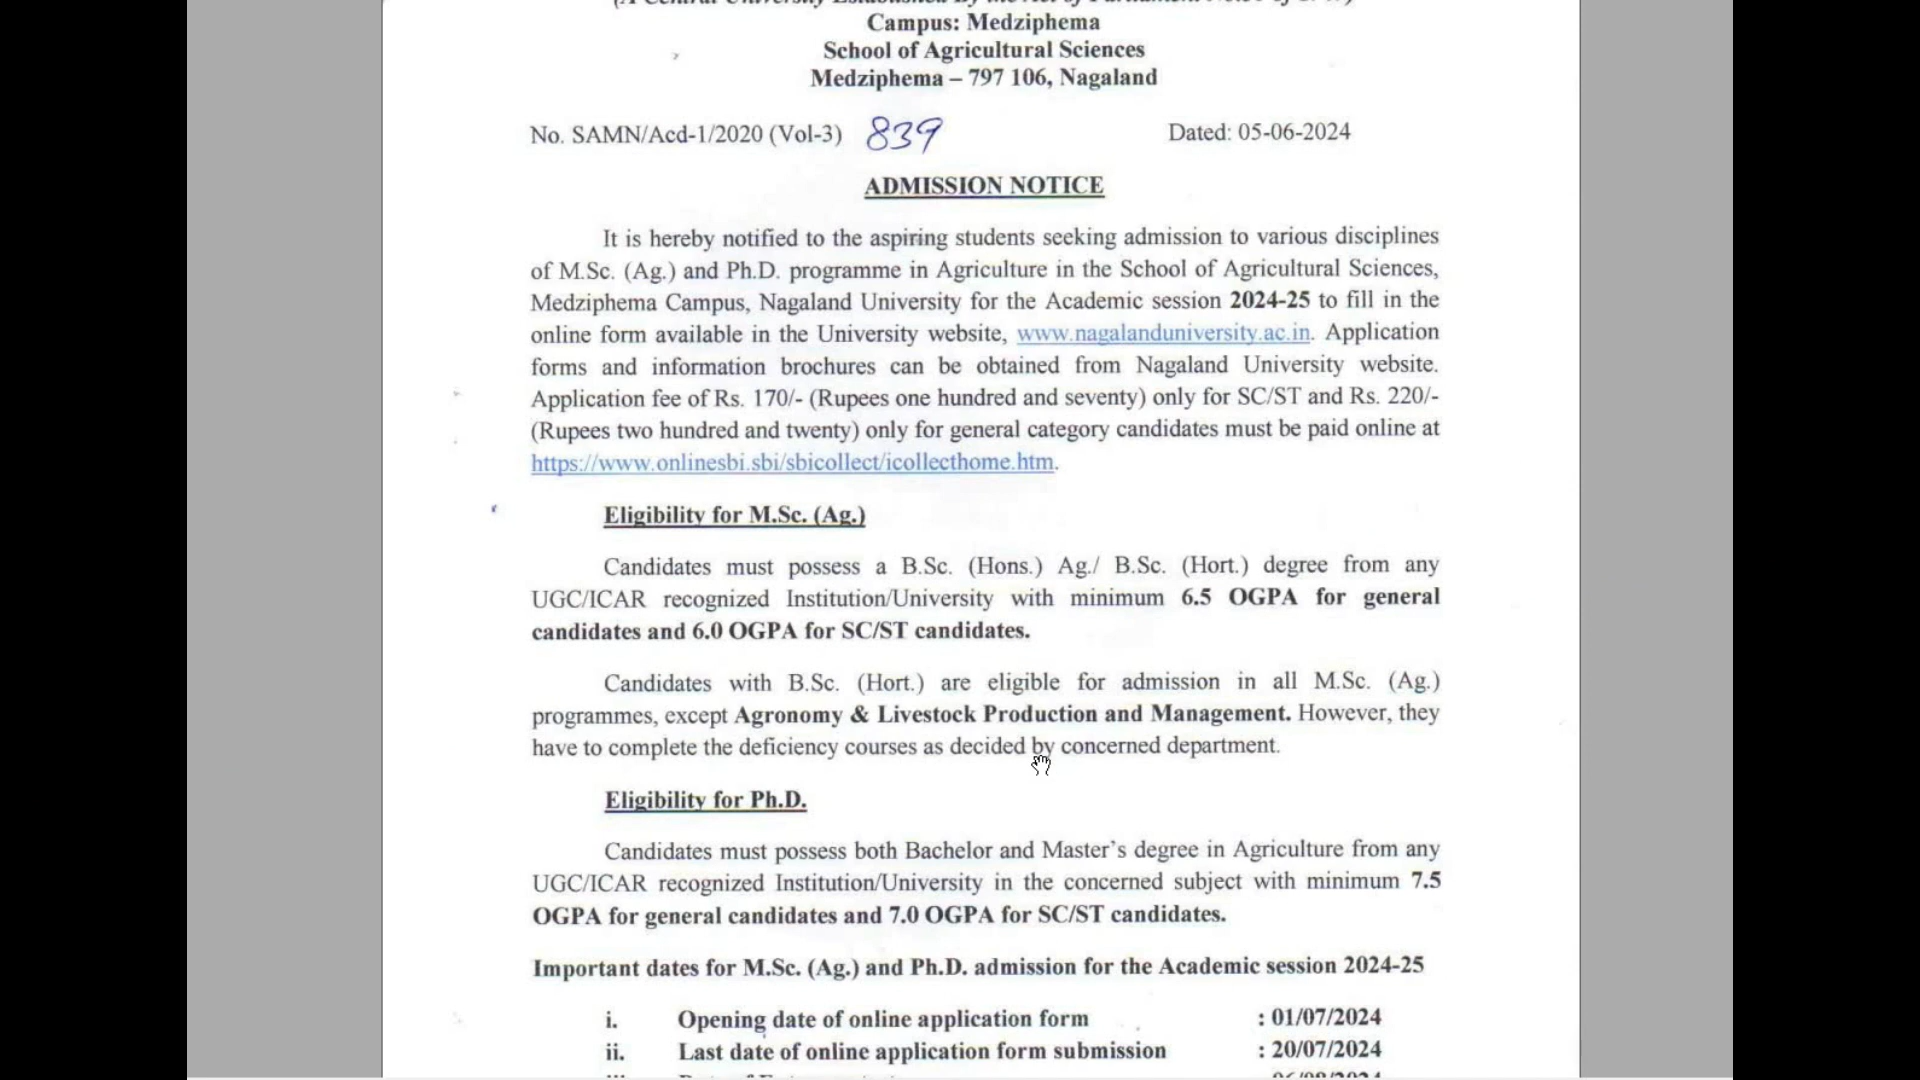 Campus: Medziphema
School of Agricultural Sciences
Medziphema – 797 106, Nagaland
No. SAMN/Acd-1/2020 (Vol-3) 839 Dated: 05-06-2024
ADMISSION NOTICE
It is hereby notified to the aspiring students seeking admission to various disciplines
of M.Sc. (Ag.) and Ph.D. programme in Agriculture in the School of Agricultural Sciences,
Medziphema Campus, Nagaland University for the Academic session 2024-25 to fill in the
online form available in the University website, www.nagalanduniversity.ac.in. Application
forms and information brochures can be obtained from Nagaland University website.
Application fee of Rs. 170/- (Rupees one hundred and seventy) only for SC/ST and Rs. 220/-
(Rupees two hundred and twenty) only for general category candidates must be paid online at
https://www.onlinesbi.sbi/sbicollect/icollecthome.htm.
Eligibility for M.Sc. (Ag.)
Candidates must possess a B.Sc. (Hons.) Ag./ B.Sc. (Hort.) degree from any
UGC/ICAR recognized Institution/University with minimum 6.5 OGPA for general
candidates and 6.0 OGPA for SC/ST candidates.
Candidates with B.Sc. (Hort.) are eligible for admission in all M.Sc. (Ag.)
programmes, except Agronomy & Livestock Production and Management. However, they
have to complete the deficiency courses as decided by concerned department.
Eligibility for Ph.D.
Candidates must possess both Bachelor and Master's degree in Agriculture from any
UGC/ICAR recognized Institution/University in the concerned subject with minimum 7.5
OGPA for general candidates and 7.0 OGPA for SC/ST candidates.
Important dates for M.Sc. (Ag.) and Ph.D. admission for the Academic session 2024-25
i. Opening date of online application form : 01/07/2024
ii. Last date of online application form submission : 20/07/2024